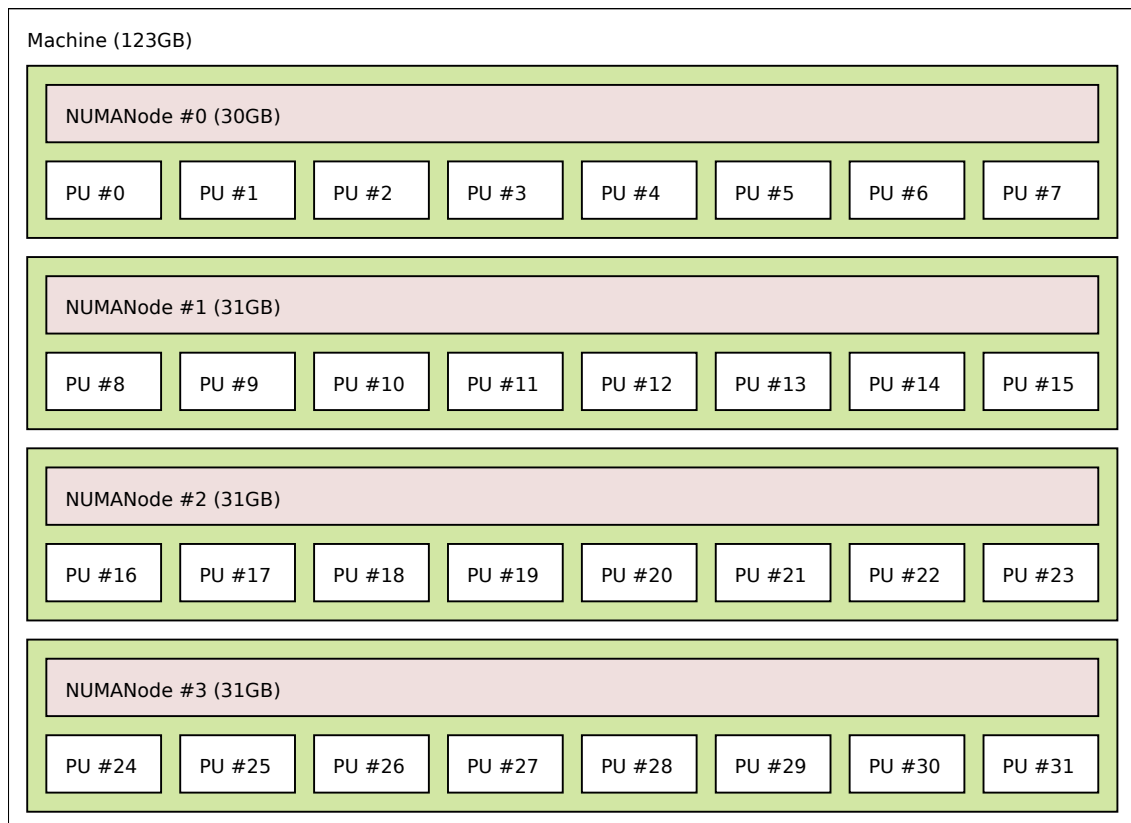 Machine (123GB)
NUMANode #0 (30GB)
PU #0 PU #1 PU #2 PU #3 PU #4 PU #5 PU #6 PU #7
NUMANode #1 (31GB)
PU #8 PU #9 PU #10 PU #11 PU #12 PU #13 PU #14 PU #15
NUMANode #2 (31GB)
PU #16 PU #17 PU #18 PU #19 PU #20 PU #21 PU #22 PU #23
NUMANode #3 (31GB)
PU #24 PU #25 PU #26 PU #27 PU #28 PU #29 PU #30 PU #31